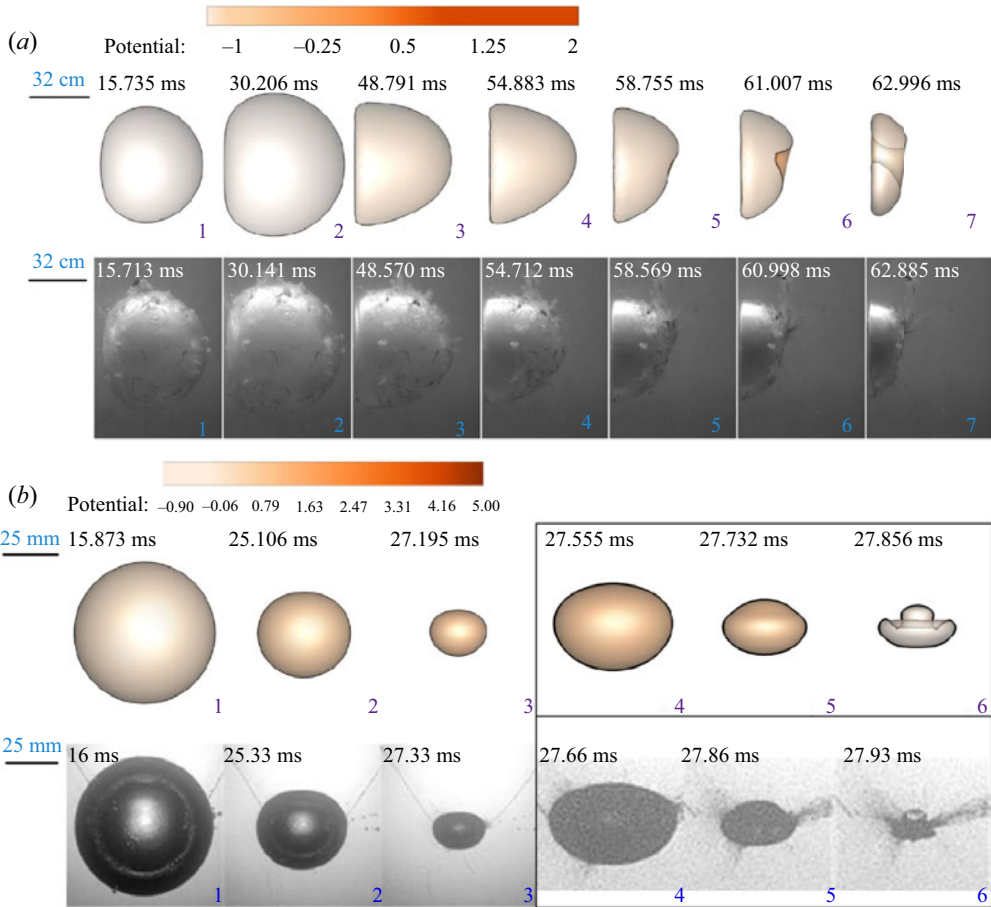 (a)
Potential: −1 −0.25 0.5 1.25 2
32 cm
15.735 ms 30.206 ms 48.791 ms 54.883 ms 58.755 ms 61.007 ms 62.996 ms
1 2 3 4 5 6 7
32 cm
15.713 ms 30.141 ms 48.570 ms 54.712 ms 58.569 ms 60.998 ms 62.885 ms
1 2 3 4 5 6 7
(b)
Potential: −0.90 −0.06 0.79 1.63 2.47 3.31 4.16 5.00
25 mm
15.873 ms 25.106 ms 27.195 ms 27.555 ms 27.732 ms 27.856 ms
1 2 3 4 5 6
25 mm
16 ms 25.33 ms 27.33 ms 27.66 ms 27.86 ms 27.93 ms
1 2 3 4 5 6